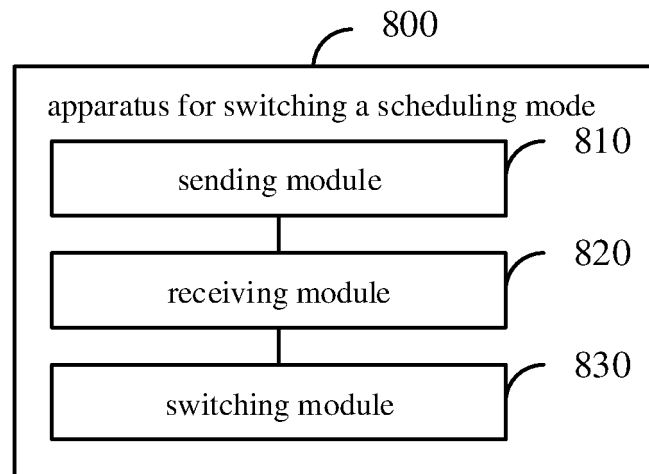 800
apparatus for switching a scheduling mode
810
sending module
820
receiving module
830
switching module